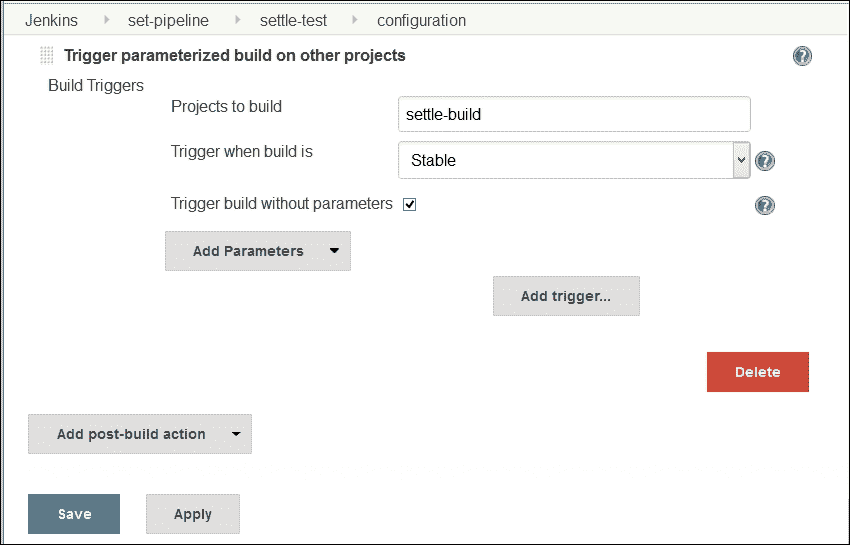 Jenkins set-pipeline settle-test configuration
Trigger parameterized build on other projects ?
Build Triggers
Projects to build settle-build
Trigger when build is Stable ?
Trigger build without parameters ?
Add Parameters
Add trigger...
Delete
Add post-build action
Save Apply